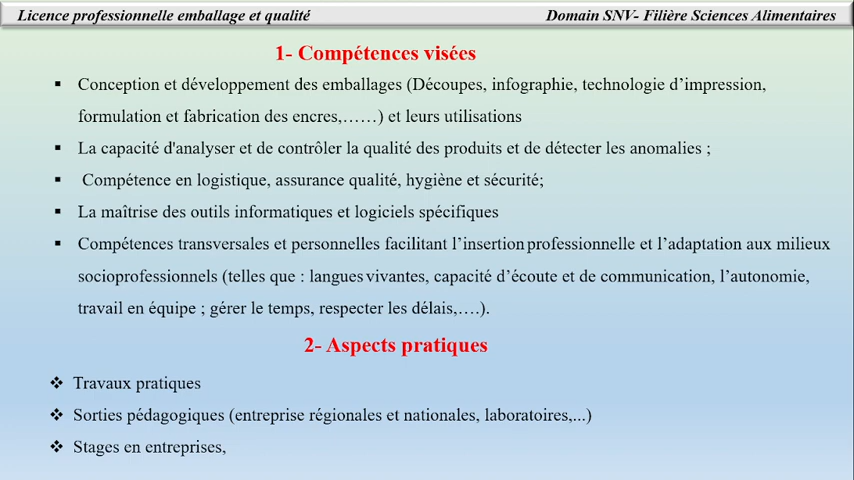 Licence professionnelle emballage et qualité
Domain SNV- Filière Sciences Alimentaires
1- Compétences visées
▪ Conception et développement des emballages (Découpes, infographie, technologie d’impression,
formulation et fabrication des encres,……) et leurs utilisations
▪ La capacité d'analyser et de contrôler la qualité des produits et de détecter les anomalies ;
▪ Compétence en logistique, assurance qualité, hygiène et sécurité;
▪ La maîtrise des outils informatiques et logiciels spécifiques
▪ Compétences transversales et personnelles facilitant l’insertion professionnelle et l’adaptation aux milieux
socioprofessionnels (telles que : langues vivantes, capacité d’écoute et de communication, l’autonomie,
travail en équipe ; gérer le temps, respecter les délais,….).
2- Aspects pratiques
❖ Travaux pratiques
❖ Sorties pédagogiques (entreprise régionales et nationales, laboratoires,...)
❖ Stages en entreprises,